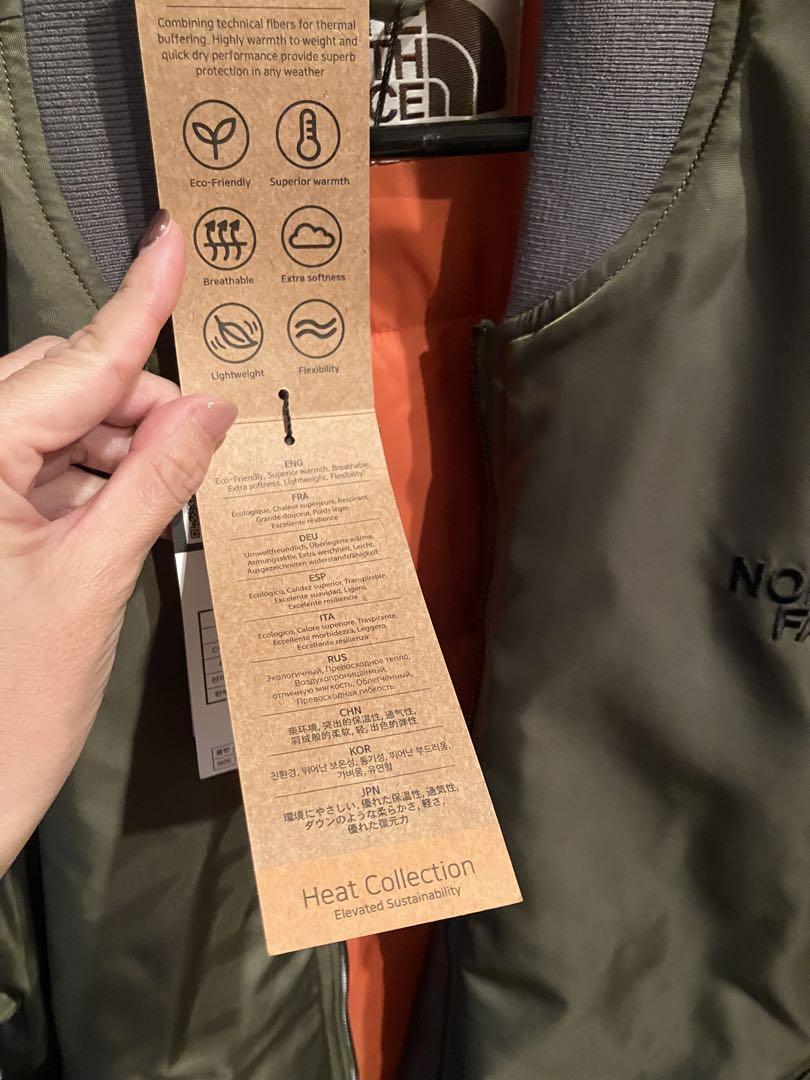 Combining technical fibers for thermal
buffering. Highly warmth to weight and
quick dry performance provide superb
protection in any weather
TH
CE
Eco-Friendly
Superior warmth
Breathable
Extra softness
Lightweight
Flexibility
ENG
Eco-Friendly, Superior warmth, Breathable,
Extra softness, Lightweight, Flexibility
FRA
Écologique, Chaleur supérieure, Respirant,
Grande douceur, Poids léger,
Excellente résilience
DEU
Umweltfreundlich, Überlegene wärme,
Atmungsaktiv, Extra weichheit, Leicht,
Ausgezeichneten widerstandsfähigkeit
ESP
Ecológico, Calidez superior, Transpirable,
Excelente suavidad, Ligero,
Excelente resiliencia
ITA
Ecologico, Calore superiore, Traspirante,
Eccellente morbidezza, Leggero,
Eccellente resilienza
RUS
Экологичный, Превосходное тепло,
Воздухопроницаемый,
отличную мягкость, Облегчённый,
Превосходная гибкость
CHN
亲环境, 突出的保温性, 通气性,
羽绒般的柔软, 轻, 出色的弹性
KOR
친환경, 뛰어난 보온성, 통기성, 뛰어난 부드러움,
가벼움, 유연함
JPN
環境にやさしい, 優れた保温性, 通気性,
ダウンのような柔らかさ, 軽さ,
優れた復元力
Heat Collection
Elevated Sustainability
NOR
FA